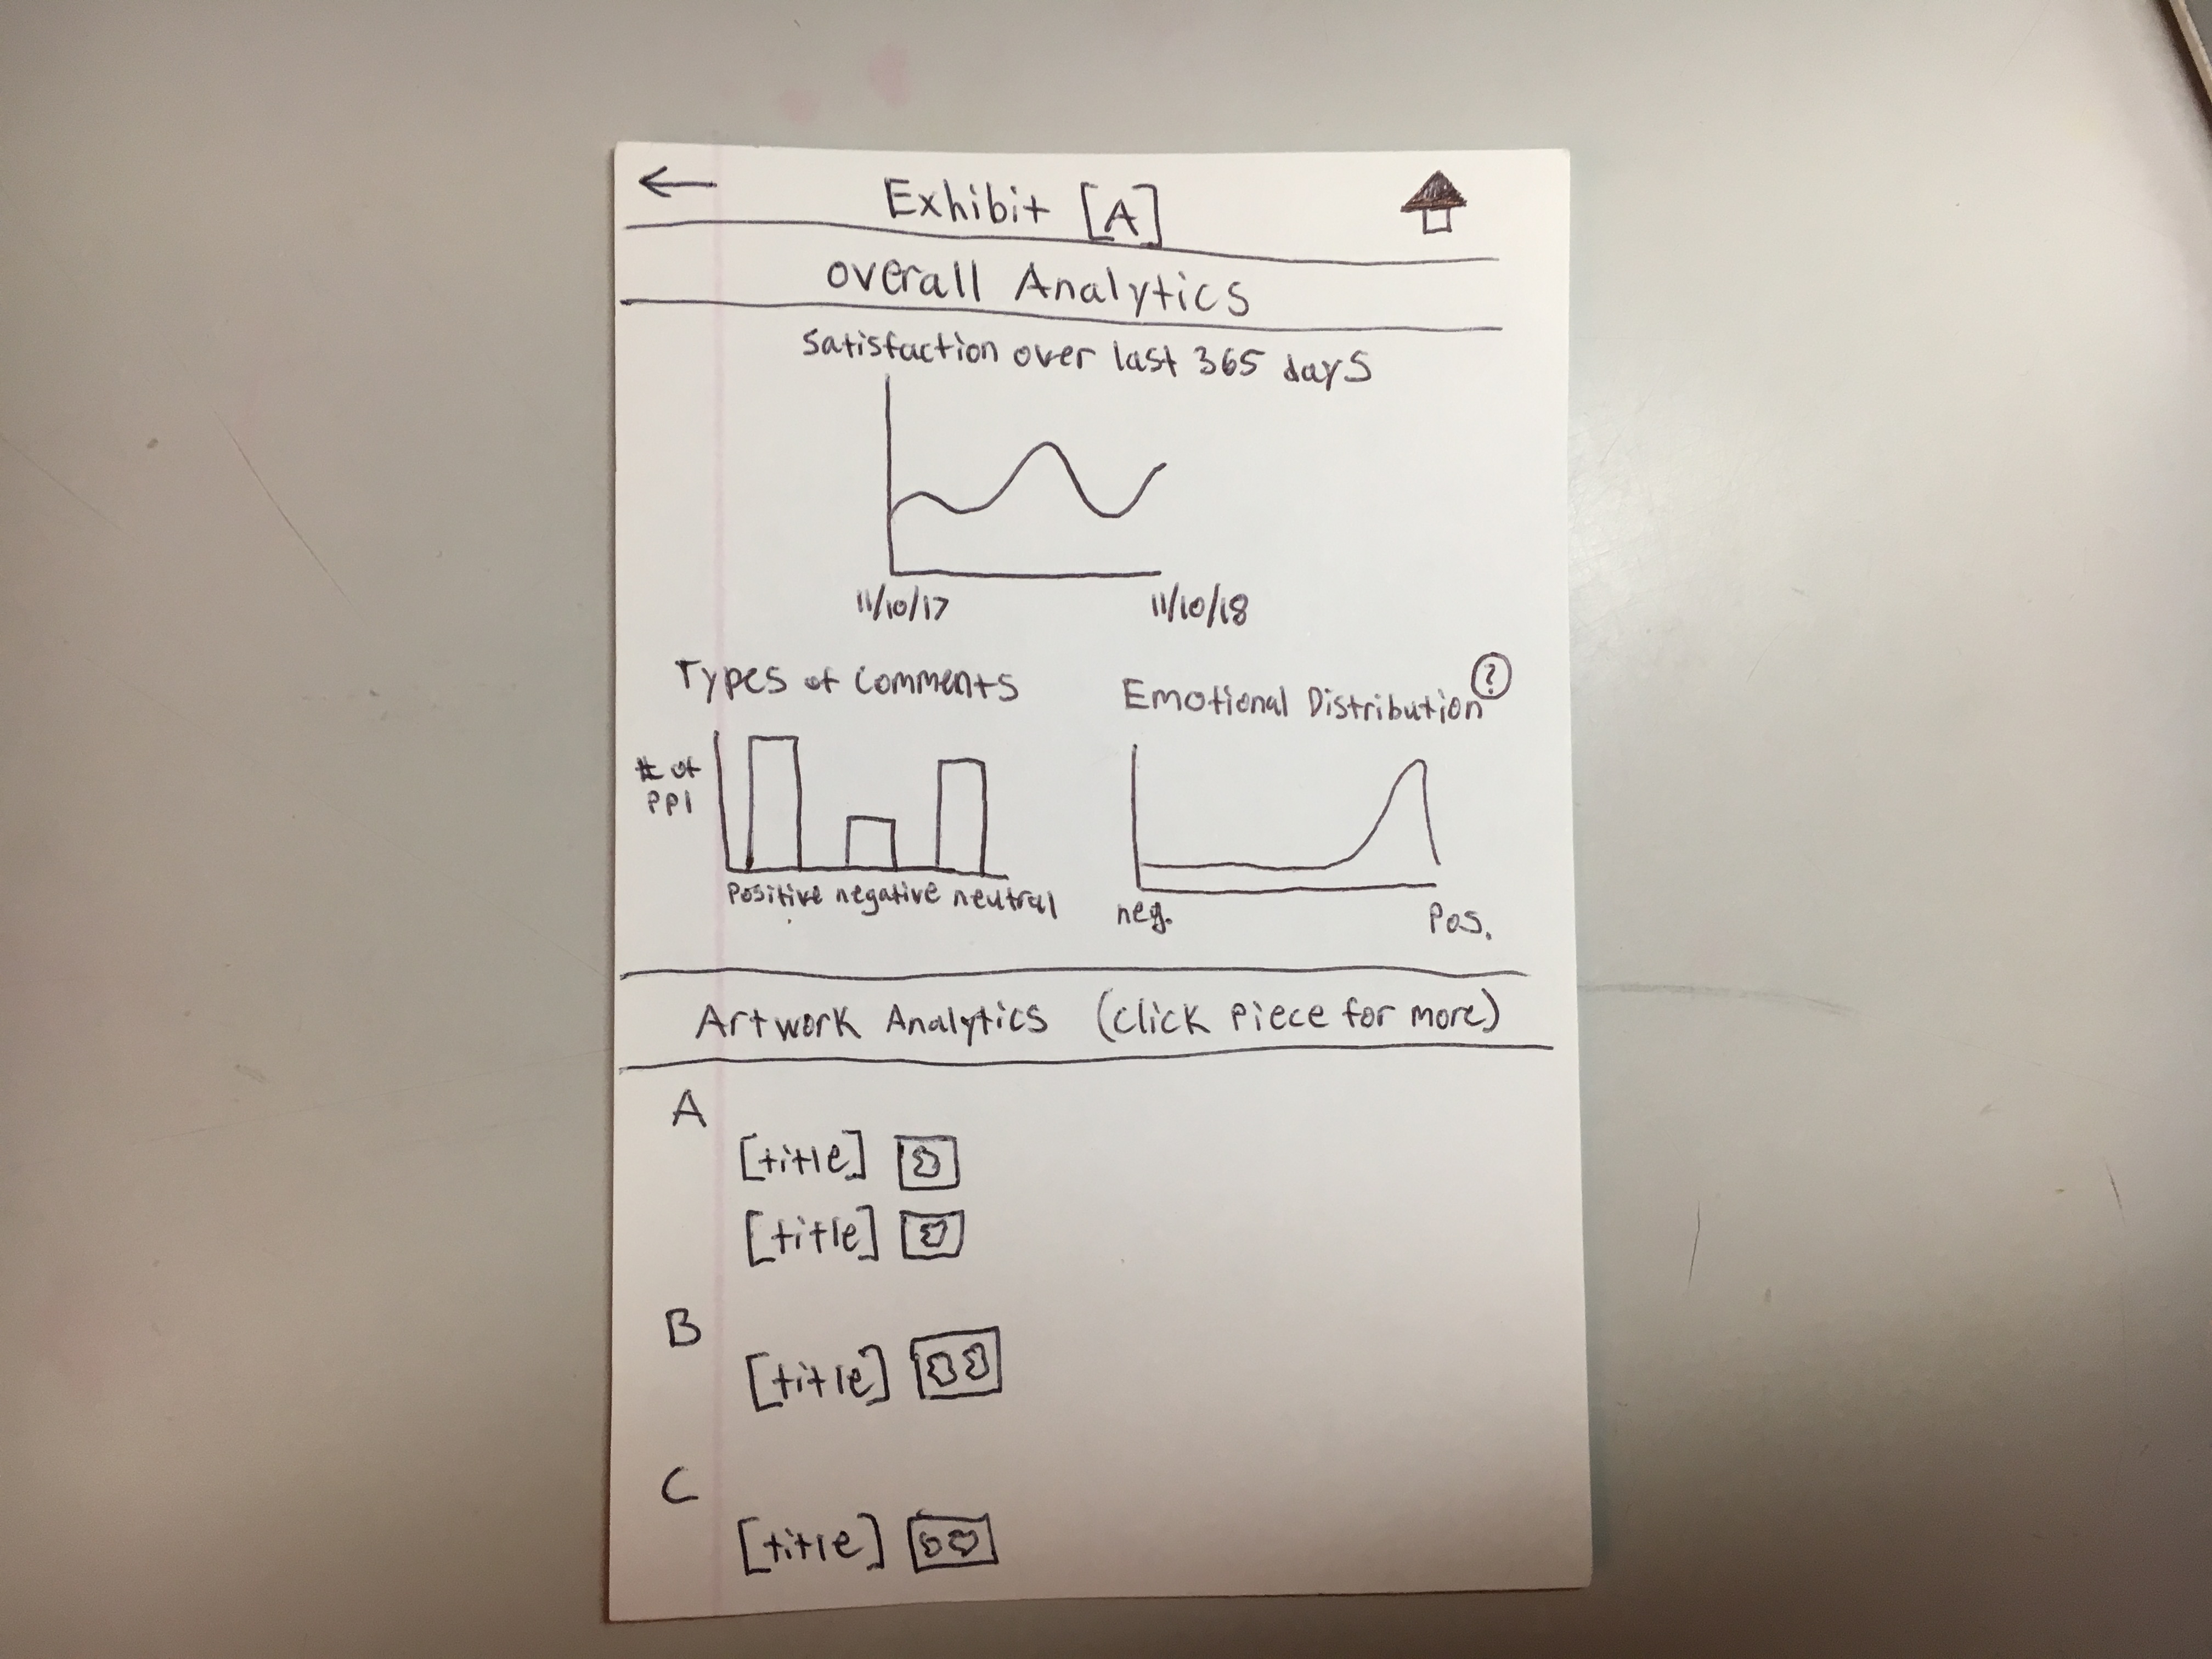 Exhibit [A]
Overall Analytics
Satisfaction over last 365 days
11/10/17
11/10/18
Types of Comments
# of
ppl
Positive negative neutral
Emotional Distribution ?
neg.
Pos.
Artwork Analytics (click piece for more)
A
[title]
[title]
B
[title]
C
[title]